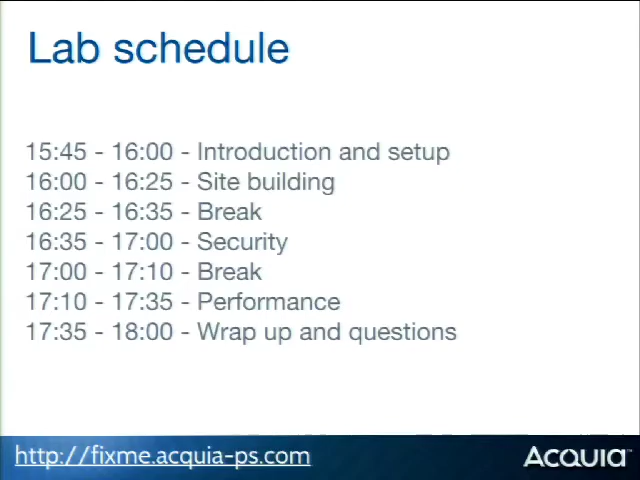 Lab schedule
15:45 - 16:00 - Introduction and setup
16:00 - 16:25 - Site building
16:25 - 16:35 - Break
16:35 - 17:00 - Security
17:00 - 17:10 - Break
17:10 - 17:35 - Performance
17:35 - 18:00 - Wrap up and questions
http://fixme.acquia-ps.com
ACQUIA